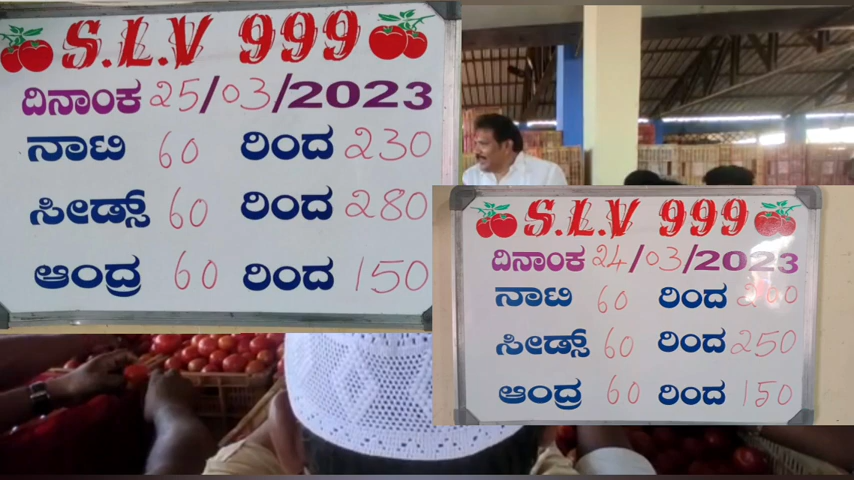 S.L.V 999
ದಿನಾಂಕ 25/03/2023
ನಾಟಿ 60 ರಿಂದ 230
ಸೀಡ್ಸ್ 60 ರಿಂದ 280
ಆಂದ್ರ 60 ರಿಂದ 150
S.L.V 999
ದಿನಾಂಕ 24/03/2023
ನಾಟಿ 60 ರಿಂದ
ಸೀಡ್ಸ್ 60 ರಿಂದ 250
ಆಂದ್ರ 60 ರಿಂದ 150